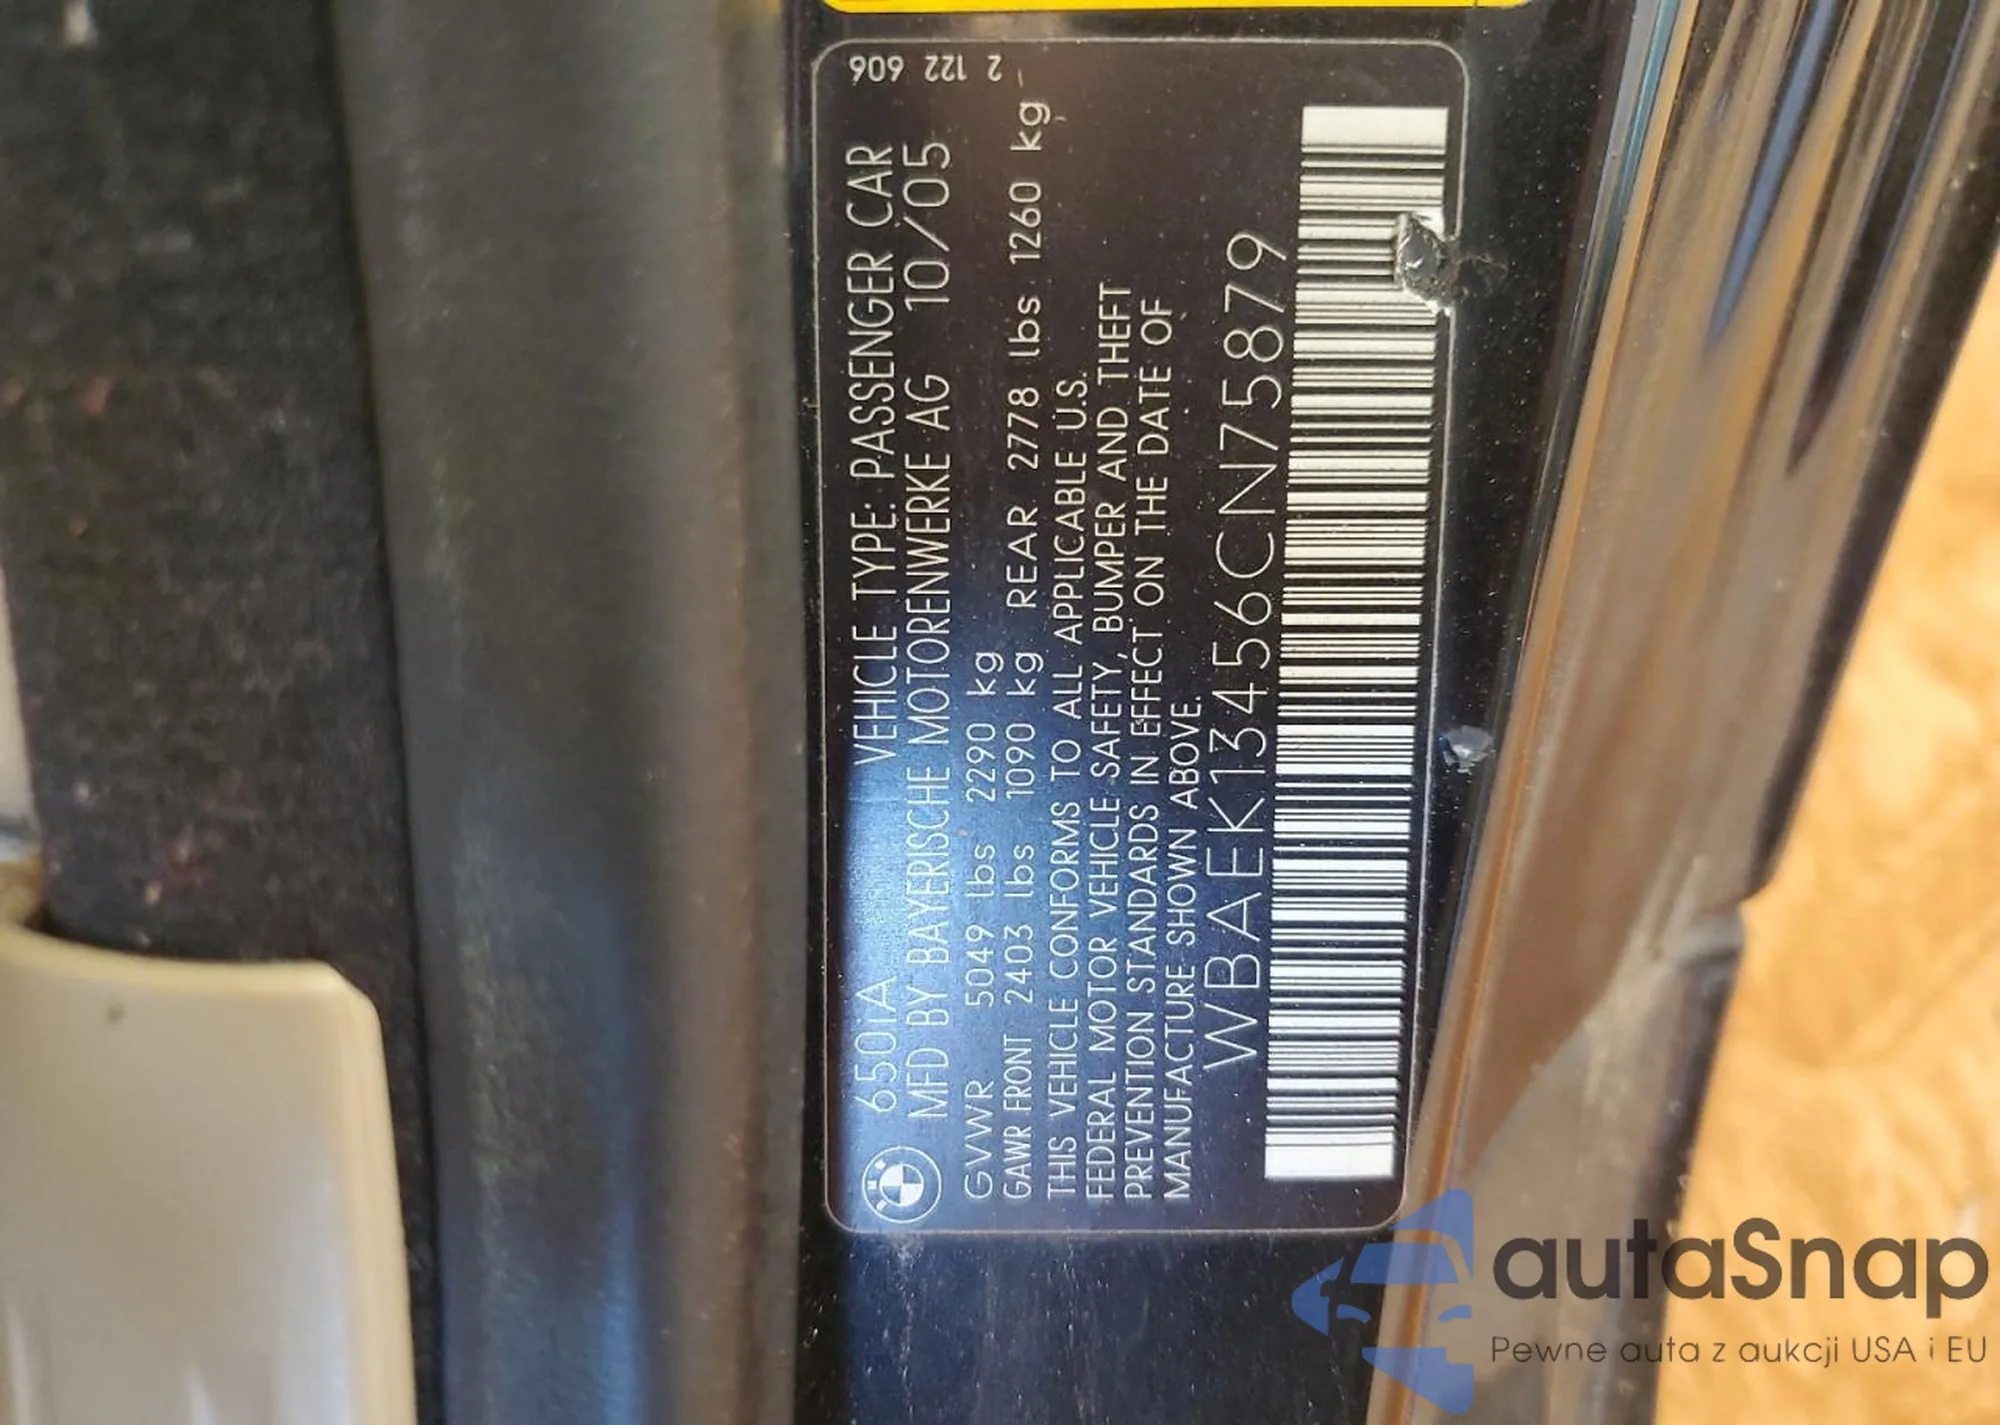 650iA VEHICLE TYPE: PASSENGER CAR 2 122 606
MFD BY BAYERISCHE MOTORENWERKE AG 10/05
GVWR 5049 lbs 2290 kg
GAWR FRONT 2403 lbs 1090 kg REAR 2778 lbs 1260 kg
THIS VEHICLE CONFORMS TO ALL APPLICABLE U.S.
FEDERAL MOTOR VEHICLE SAFETY, BUMPER AND THEFT
PREVENTION STANDARDS IN EFFECT ON THE DATE OF
MANUFACTURE SHOWN ABOVE.
WBAEK13456CN75879
autaSnap
Pewne auta z aukcji USA i EU